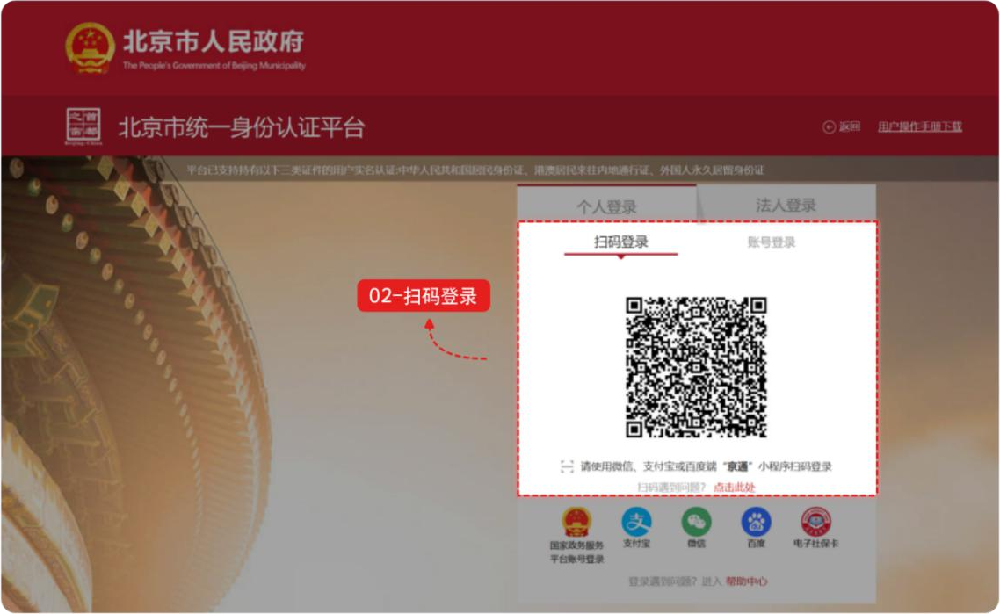 北京市人民政府
The People's Government of Beijing Municipality
首都之窗
Beijing-China
北京市统一身份认证平台
返回 用户操作手册下载
平台已支持持有以下三类证件的用户实名认证:中华人民共和国居民身份证、港澳居民来往内地通行证、外国人永久居留身份证
个人登录 法人登录
扫码登录 账号登录
02-扫码登录
请使用微信、支付宝或百度端“京通”小程序扫码登录
扫码遇到问题? 点击此处
国家政务服务
平台账号登录
支付宝
微信
百度
电子社保卡
登录遇到问题? 进入 帮助中心